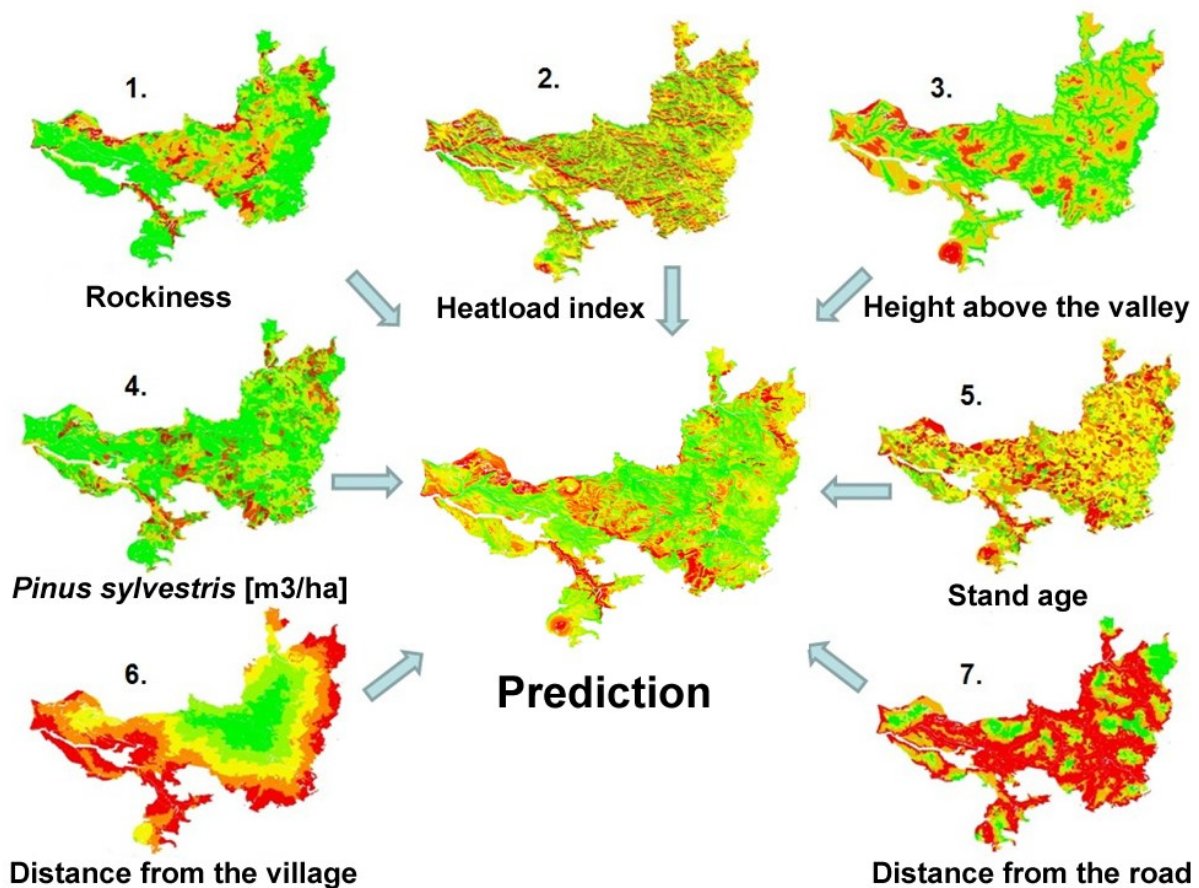 1.
2.
3.
Rockiness
Heatload index
Height above the valley
4.
5.
Pinus sylvestris [m3/ha]
Stand age
6.
Prediction
7.
Distance from the village
Distance from the road